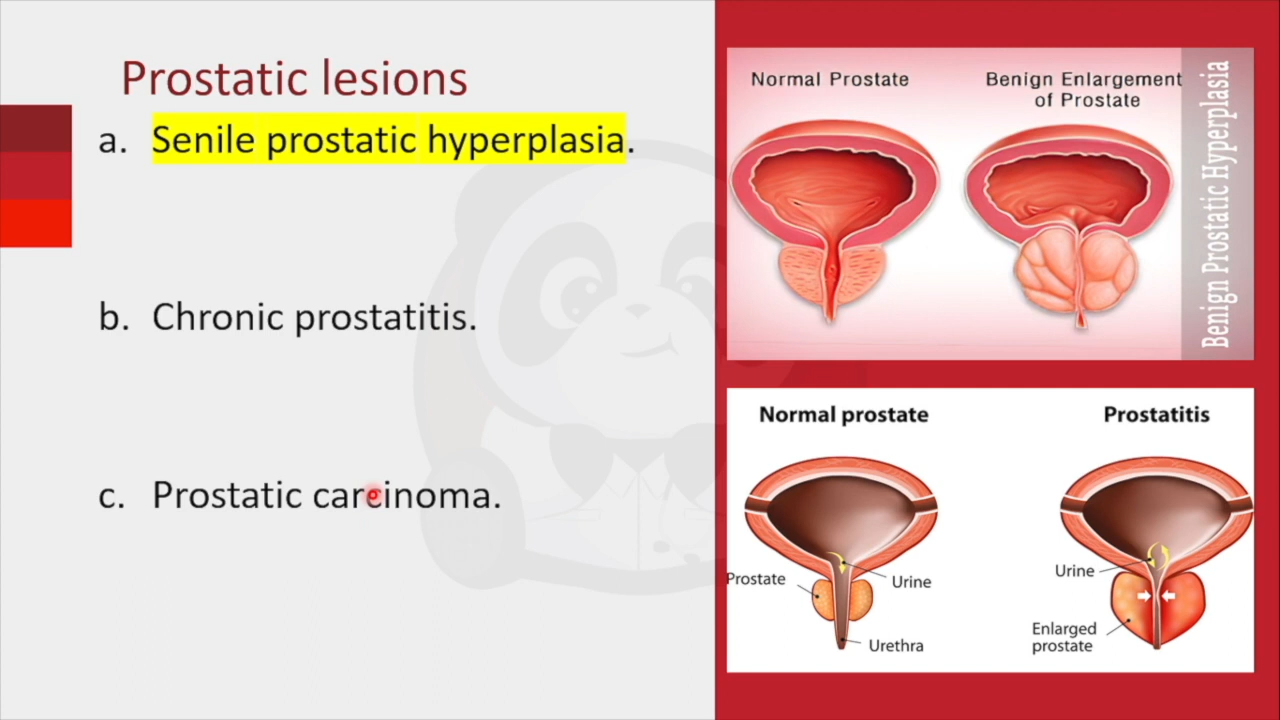 Prostatic lesions
a. Senile prostatic hyperplasia.
b. Chronic prostatitis.
c. Prostatic carcinoma.
Normal Prostate
Benign Enlargement
of Prostate
Benign Prostatic Hyperplasia
Normal prostate
Prostatitis
Prostate
Urine
Urethra
Urine
Enlarged
prostate